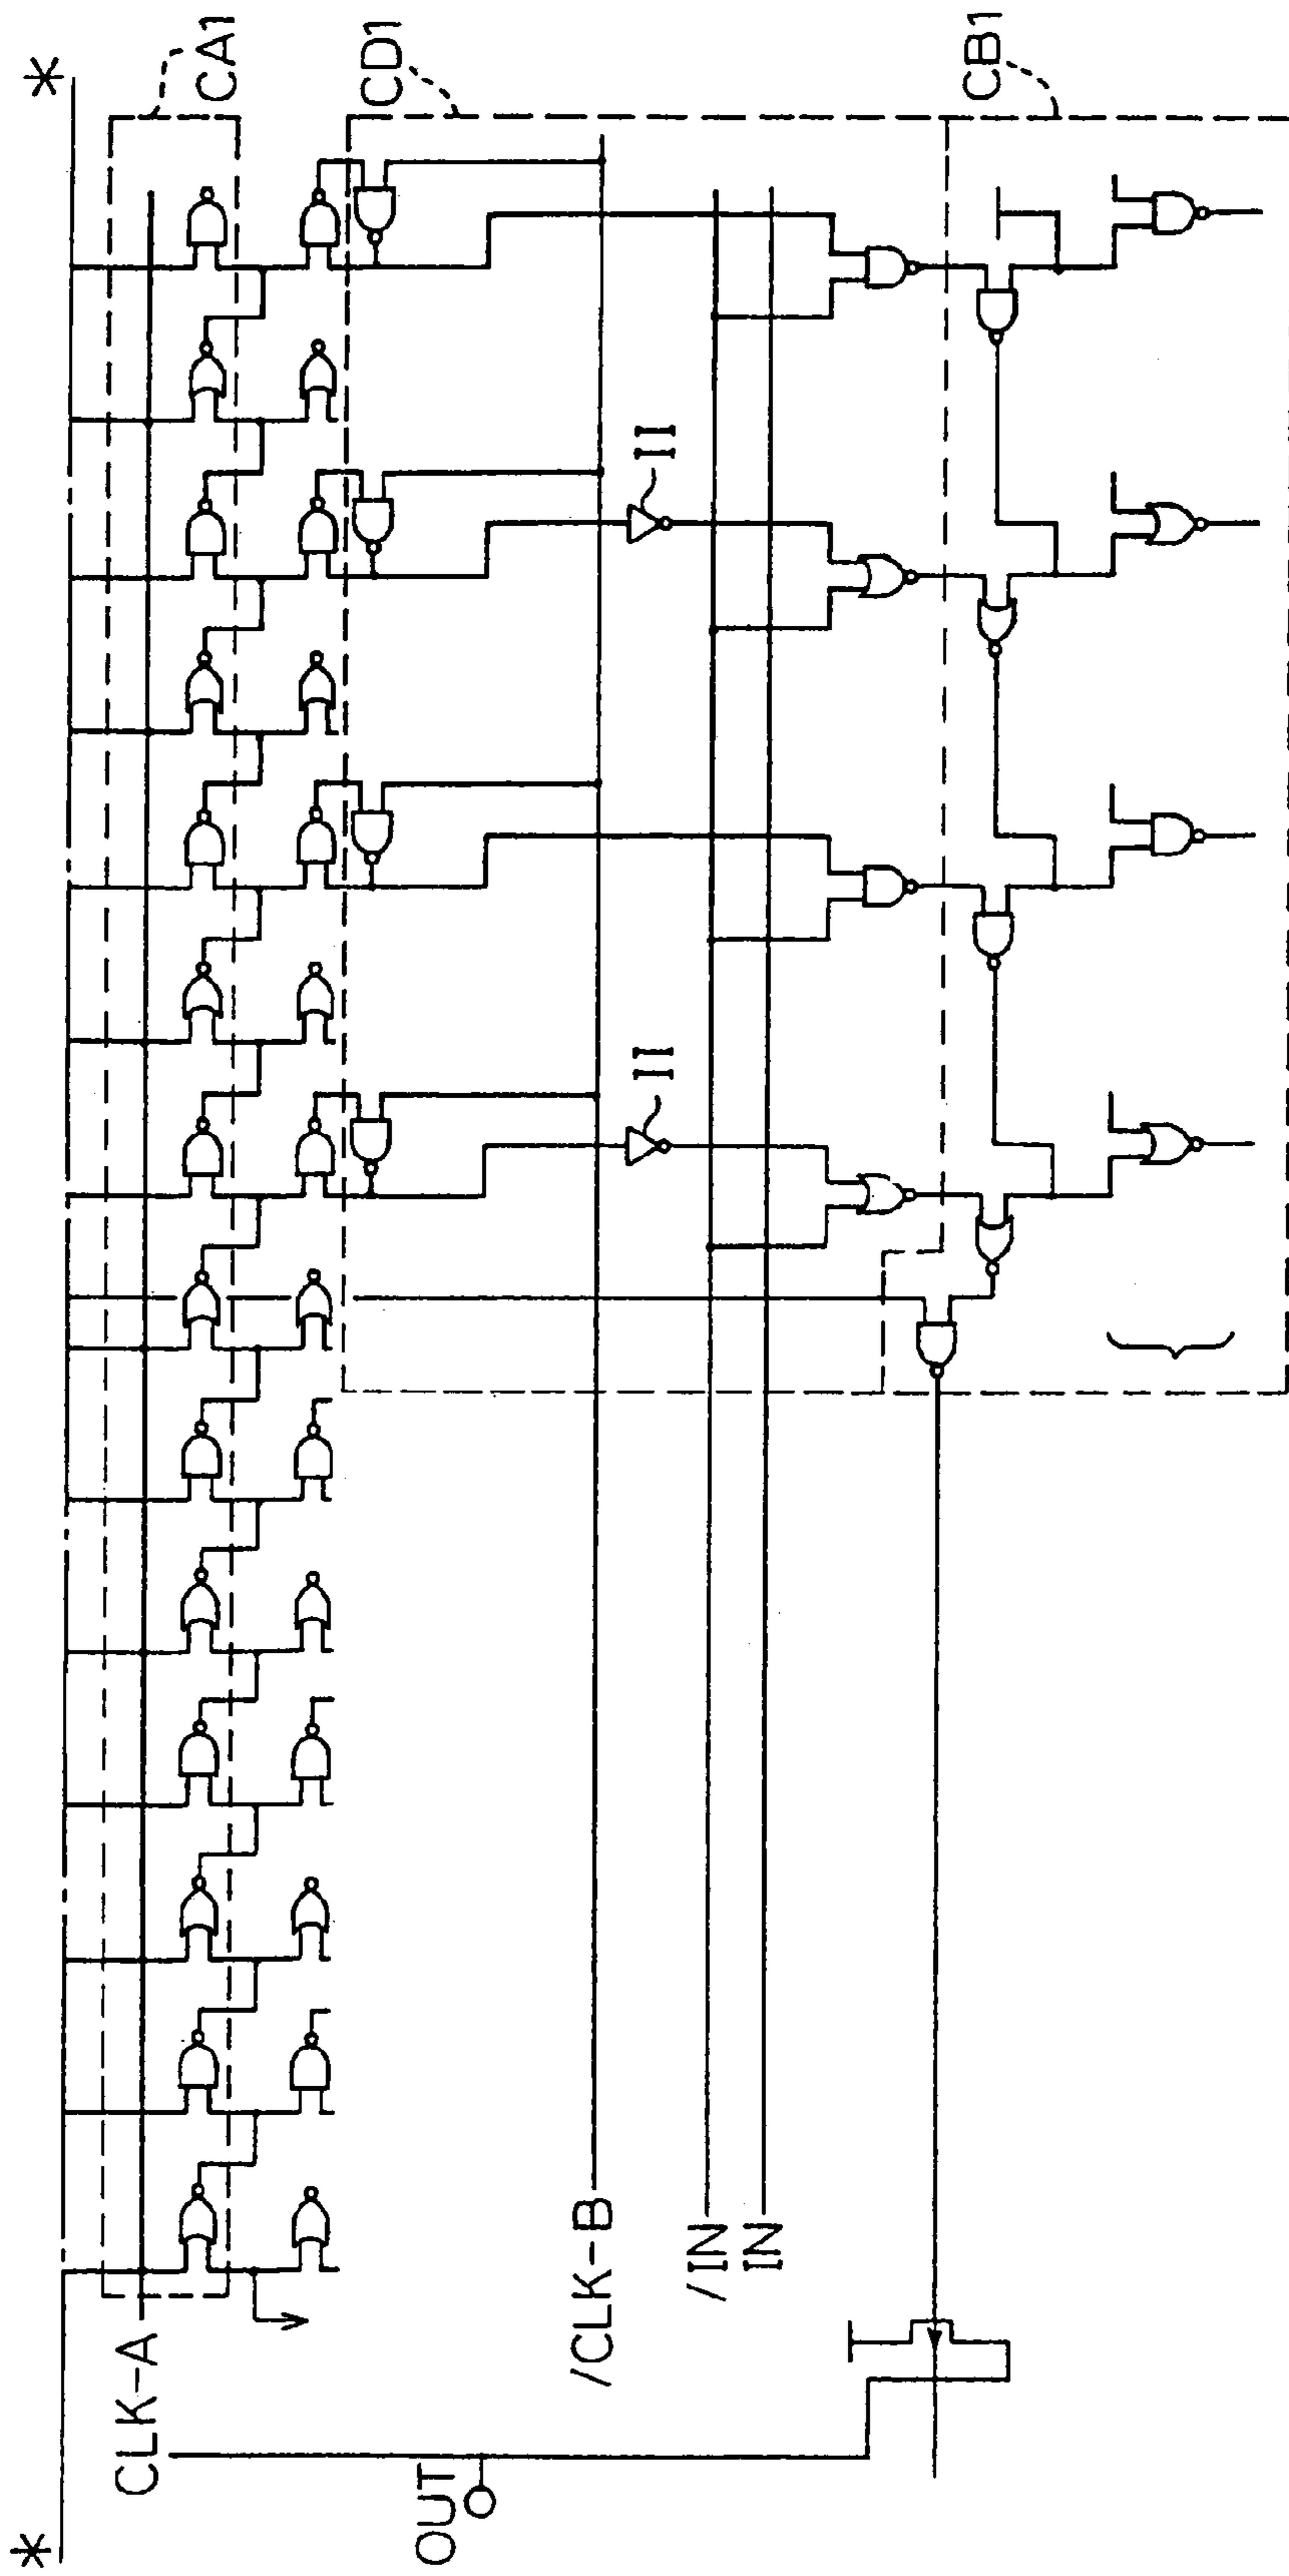 *
CA1
CD1
CB1
II
II
CLK-A
/CLK-B
/IN
IN
OUT
*